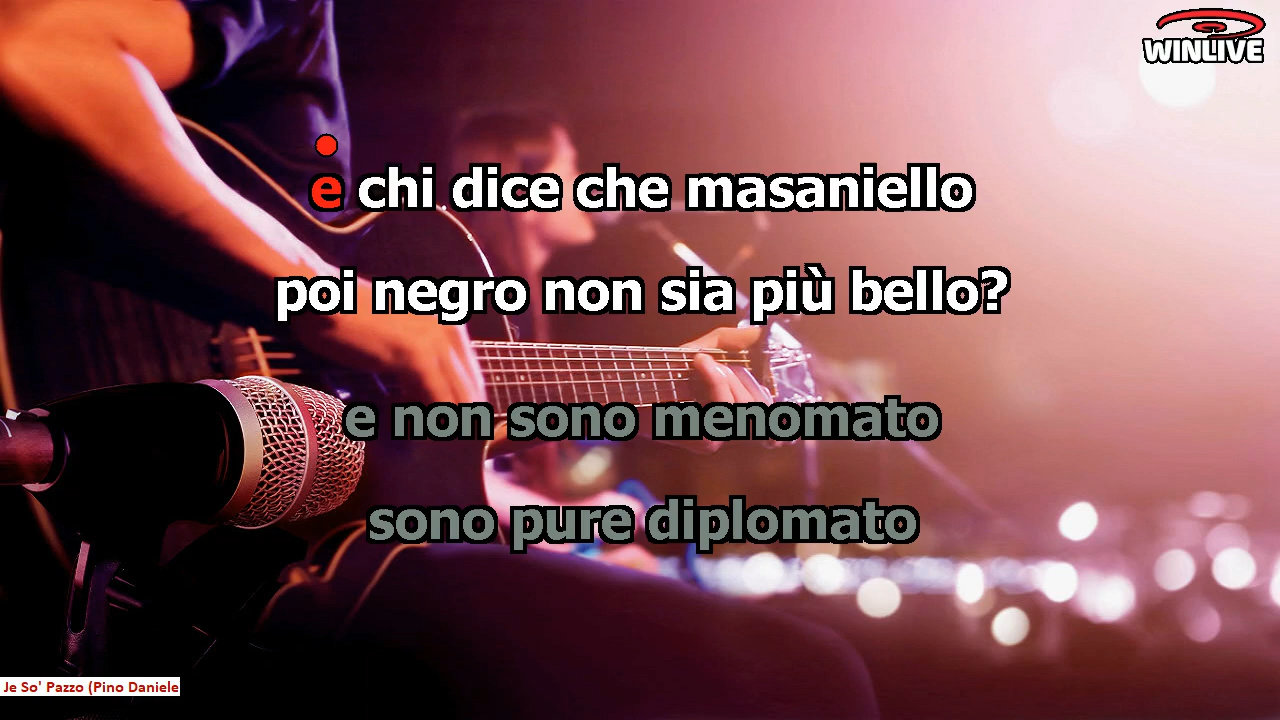 WINLIVE
e chi dice che masaniello
poi negro non sia più bello?
e non sono menomato
sono pure diplomato
Je So' Pazzo (Pino Daniele